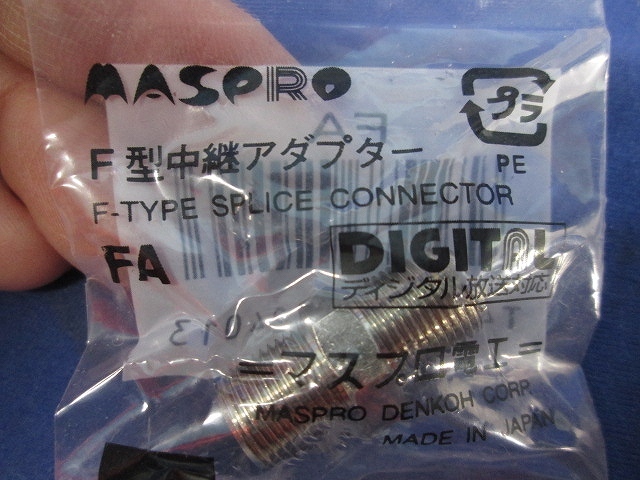 MASPRO
プラ
PE
F型中継アダプター
F-TYPE SPLICE CONNECTOR
FA
DIGITAL
ディジタル放送対応
=マスプロ電工=
MASPRO DENKOH CORP.
MADE IN JAPAN